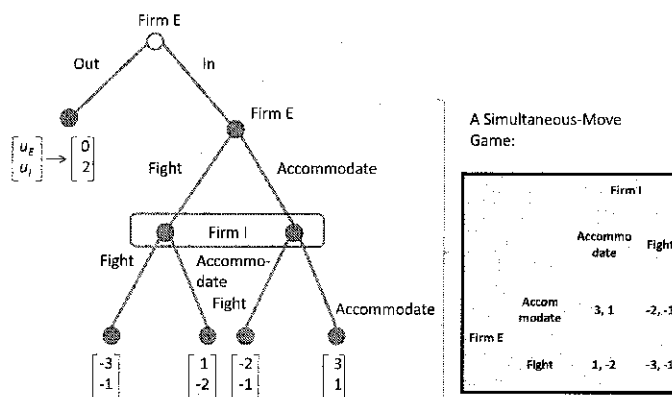 Firm E
Out
In
Firm E
[u_E u_I] → [0 2]
Fight
Accommodate
Firm I
Fight
Accommo-
date
Fight
Accommodate
[-3 -1]
[1 -2]
[-2 -1]
[3 1]
A Simultaneous-Move
Game:
Firm I
Accommo
date
Fight
Accom
modate
3, 1
-2, -1
Firm E
Fight
1, -2
-3, -1